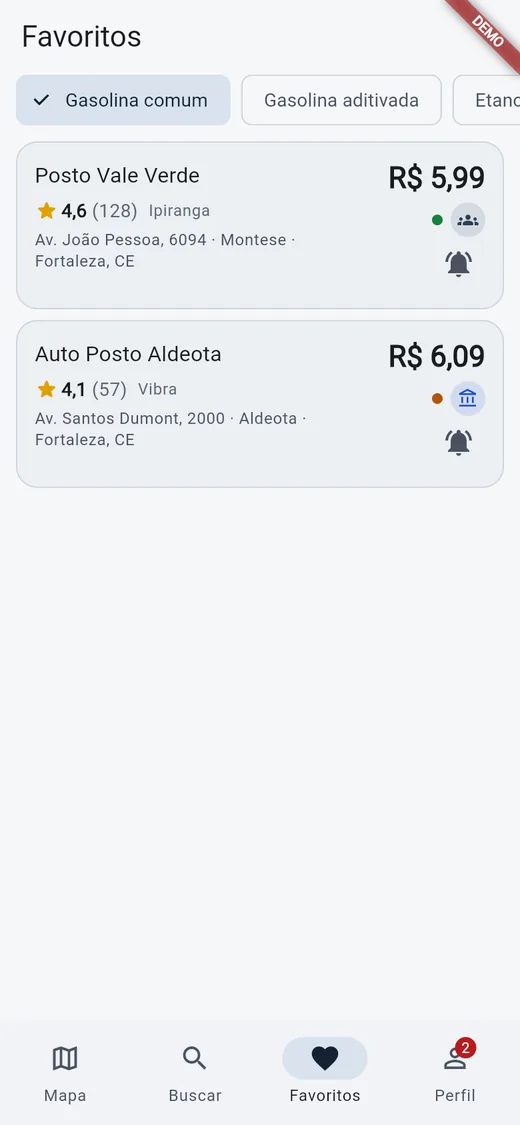 Favoritos
DEMO
Gasolina comum
Gasolina aditivada
Etano
Posto Vale Verde
R$ 5,99
4,6 (128) Ipiranga
Av. João Pessoa, 6094 · Montese ·
Fortaleza, CE
Auto Posto Aldeota
R$ 6,09
4,1 (57) Vibra
Av. Santos Dumont, 2000 · Aldeota ·
Fortaleza, CE
2
Mapa
Buscar
Favoritos
Perfil